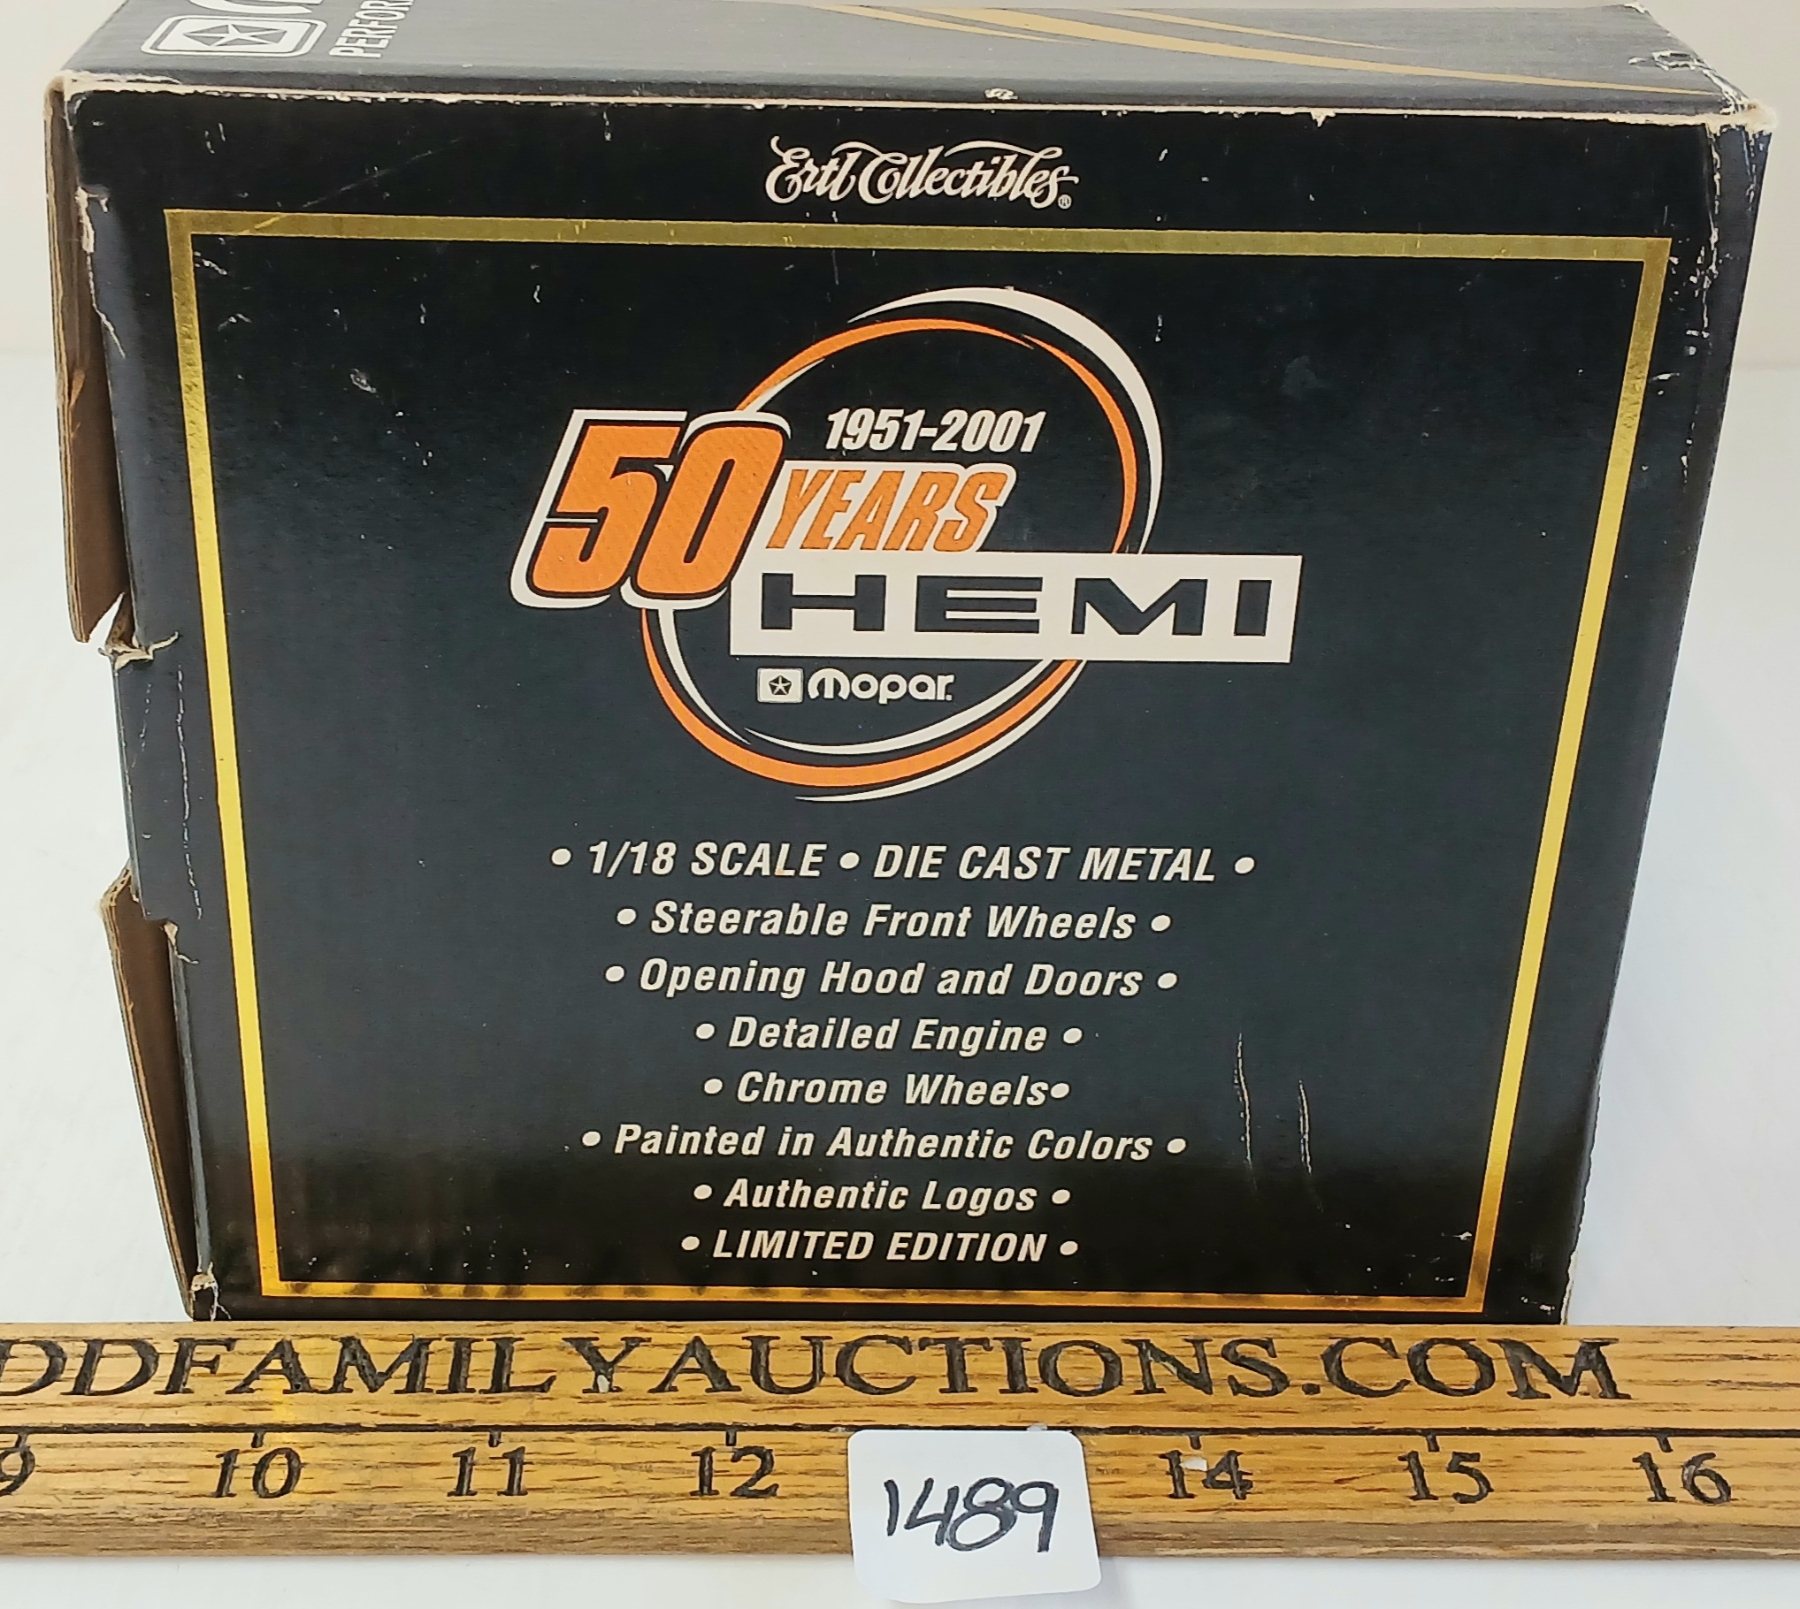 Ertl Collectibles®
1951-2001
50 YEARS
HEMI
mopar.
• 1/18 SCALE • DIE CAST METAL •
• Steerable Front Wheels •
• Opening Hood and Doors •
• Detailed Engine •
• Chrome Wheels•
• Painted in Authentic Colors •
• Authentic Logos •
• LIMITED EDITION •
DDFAMILYAUCTIONS.COM
9 10 11 12 14 15 16
1489